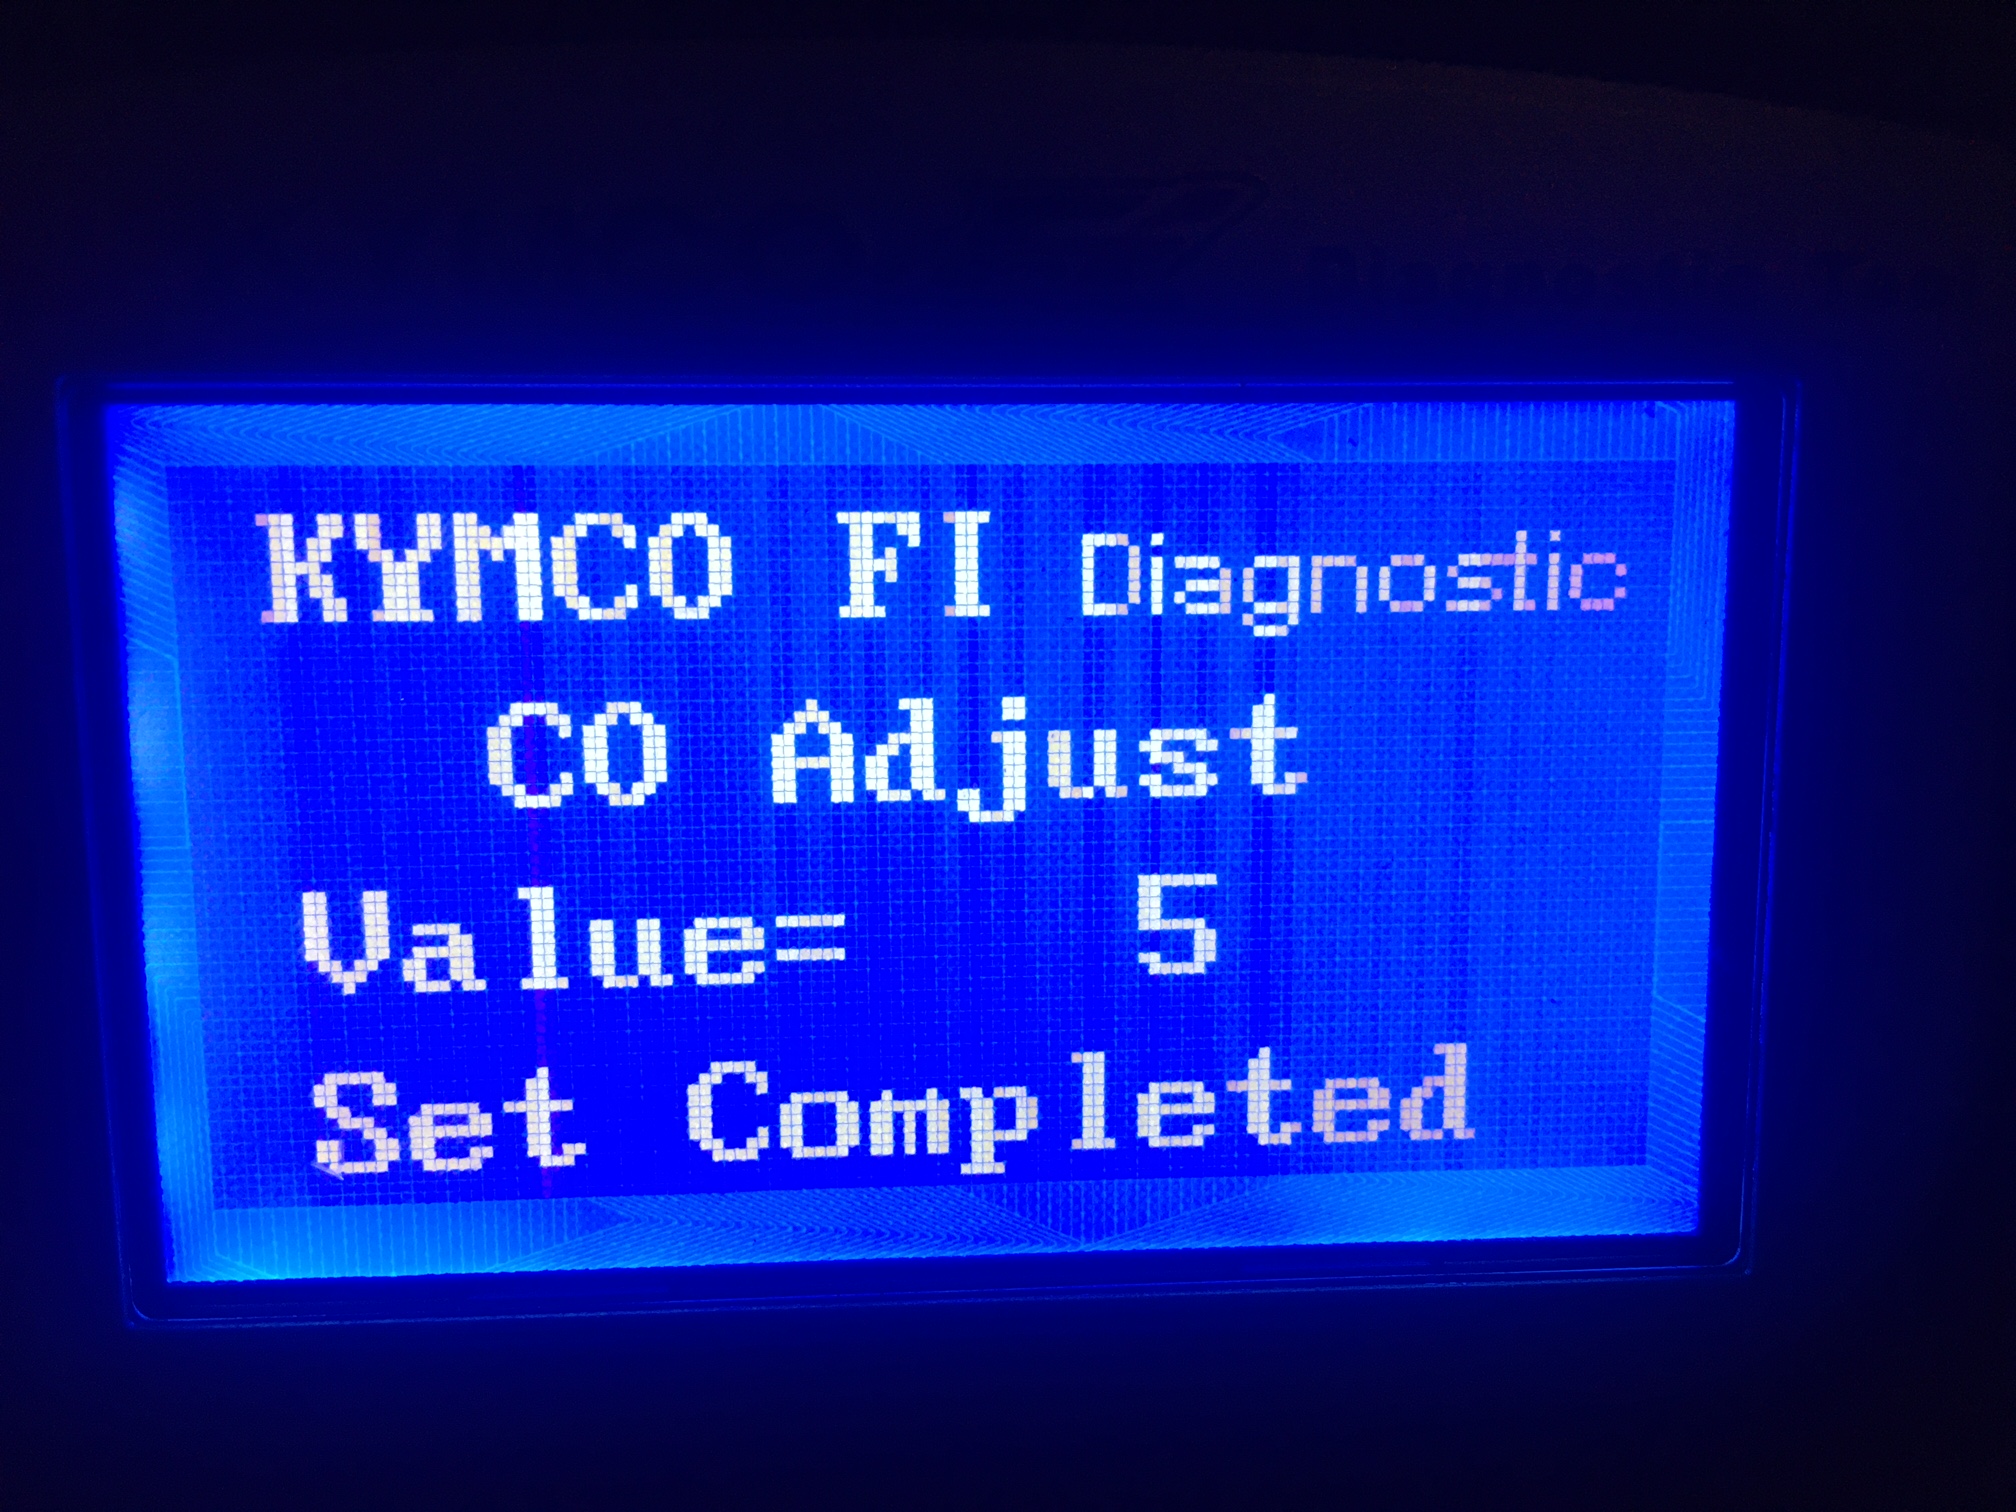 KYMCO FI Diagnostic
CO Adjust
Value= 5
Set Completed